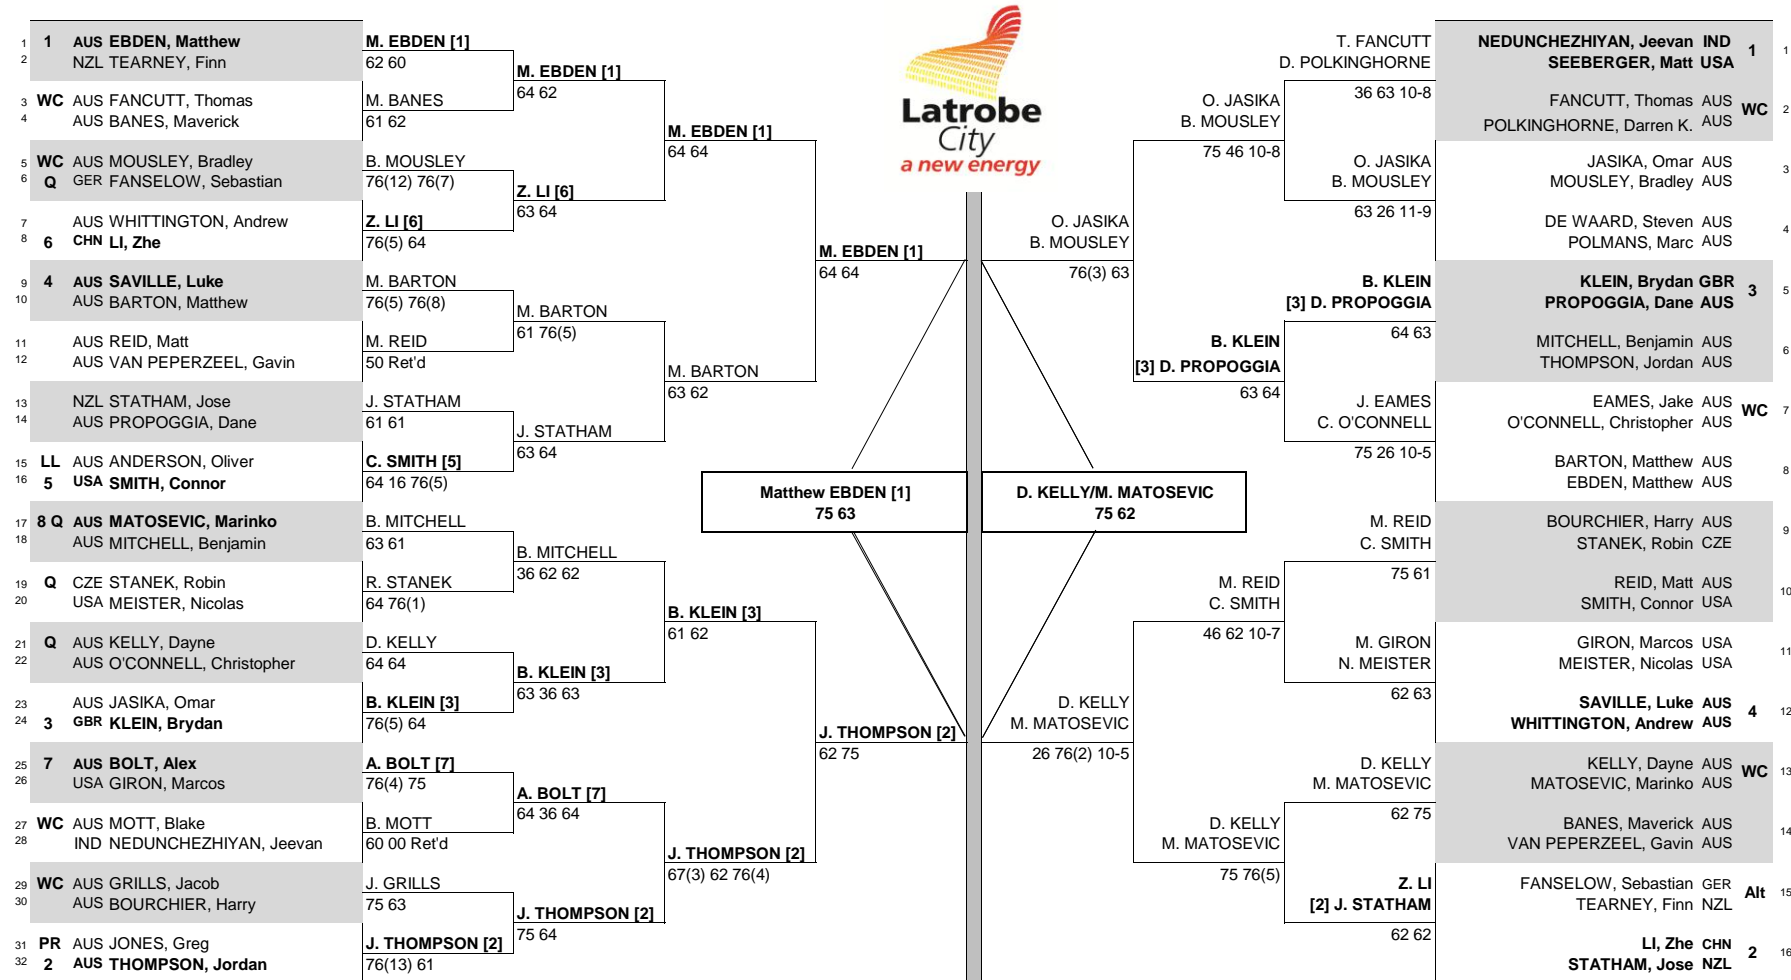 Latrobe
City
a new energy
1 1 AUS EBDEN, Matthew
2 NZL TEARNEY, Finn
3 WC AUS FANCUTT, Thomas
4 AUS BANES, Maverick
5 WC AUS MOUSLEY, Bradley
6 Q GER FANSELOW, Sebastian
7 AUS WHITTINGTON, Andrew
8 6 CHN LI, Zhe
9 4 AUS SAVILLE, Luke
10 AUS BARTON, Matthew
11 AUS REID, Matt
12 AUS VAN PEPERZEEL, Gavin
13 NZL STATHAM, Jose
14 AUS PROPOGGIA, Dane
15 LL AUS ANDERSON, Oliver
16 5 USA SMITH, Connor
17 8 Q AUS MATOSEVIC, Marinko
18 AUS MITCHELL, Benjamin
19 Q CZE STANEK, Robin
20 USA MEISTER, Nicolas
21 Q AUS KELLY, Dayne
22 AUS O'CONNELL, Christopher
23 AUS JASIKA, Omar
24 3 GBR KLEIN, Brydan
25 7 AUS BOLT, Alex
26 USA GIRON, Marcos
27 WC AUS MOTT, Blake
28 IND NEDUNCHEZHIYAN, Jeevan
29 WC AUS GRILLS, Jacob
30 AUS BOURCHIER, Harry
31 PR AUS JONES, Greg
32 2 AUS THOMPSON, Jordan
M. EBDEN [1]
62 60
M. BANES
61 62
B. MOUSLEY
76(12) 76(7)
Z. LI [6]
76(5) 64
M. BARTON
76(5) 76(8)
M. REID
50 Ret'd
J. STATHAM
61 61
C. SMITH [5]
64 16 76(5)
B. MITCHELL
63 61
R. STANEK
64 76(1)
D. KELLY
64 64
B. KLEIN [3]
76(5) 64
A. BOLT [7]
76(4) 75
B. MOTT
60 00 Ret'd
J. GRILLS
75 63
J. THOMPSON [2]
76(13) 61
M. EBDEN [1]
64 62
Z. LI [6]
63 64
M. BARTON
61 76(5)
J. STATHAM
63 64
B. MITCHELL
36 62 62
B. KLEIN [3]
63 36 63
A. BOLT [7]
64 36 64
J. THOMPSON [2]
75 64
M. EBDEN [1]
64 64
M. BARTON
63 62
B. KLEIN [3]
61 62
J. THOMPSON [2]
67(3) 62 76(4)
M. EBDEN [1]
64 64
J. THOMPSON [2]
62 75
Matthew EBDEN [1]
75 63
D. KELLY/M. MATOSEVIC
75 62
O. JASIKA
B. MOUSLEY
76(3) 63
D. KELLY
M. MATOSEVIC
26 76(2) 10-5
O. JASIKA
B. MOUSLEY
75 46 10-8
B. KLEIN
[3] D. PROPOGGIA
63 64
M. REID
C. SMITH
46 62 10-7
D. KELLY
M. MATOSEVIC
75 76(5)
T. FANCUTT
D. POLKINGHORNE
36 63 10-8
O. JASIKA
B. MOUSLEY
63 26 11-9
B. KLEIN
[3] D. PROPOGGIA
64 63
J. EAMES
C. O'CONNELL
75 26 10-5
M. REID
C. SMITH
75 61
M. GIRON
N. MEISTER
62 63
D. KELLY
M. MATOSEVIC
62 75
Z. LI
[2] J. STATHAM
62 62
NEDUNCHEZHIYAN, Jeevan IND 1 1
SEEBERGER, Matt USA
FANCUTT, Thomas AUS WC 2
POLKINGHORNE, Darren K. AUS
JASIKA, Omar AUS 3
MOUSLEY, Bradley AUS
DE WAARD, Steven AUS 4
POLMANS, Marc AUS
KLEIN, Brydan GBR 3 5
PROPOGGIA, Dane AUS
MITCHELL, Benjamin AUS 6
THOMPSON, Jordan AUS
EAMES, Jake AUS WC 7
O'CONNELL, Christopher AUS
BARTON, Matthew AUS 8
EBDEN, Matthew AUS
BOURCHIER, Harry AUS 9
STANEK, Robin CZE
REID, Matt AUS 10
SMITH, Connor USA
GIRON, Marcos USA 11
MEISTER, Nicolas USA
SAVILLE, Luke AUS 4 12
WHITTINGTON, Andrew AUS
KELLY, Dayne AUS WC 13
MATOSEVIC, Marinko AUS
BANES, Maverick AUS 14
VAN PEPERZEEL, Gavin AUS
FANSELOW, Sebastian GER Alt 15
TEARNEY, Finn NZL
LI, Zhe CHN 2 16
STATHAM, Jose NZL